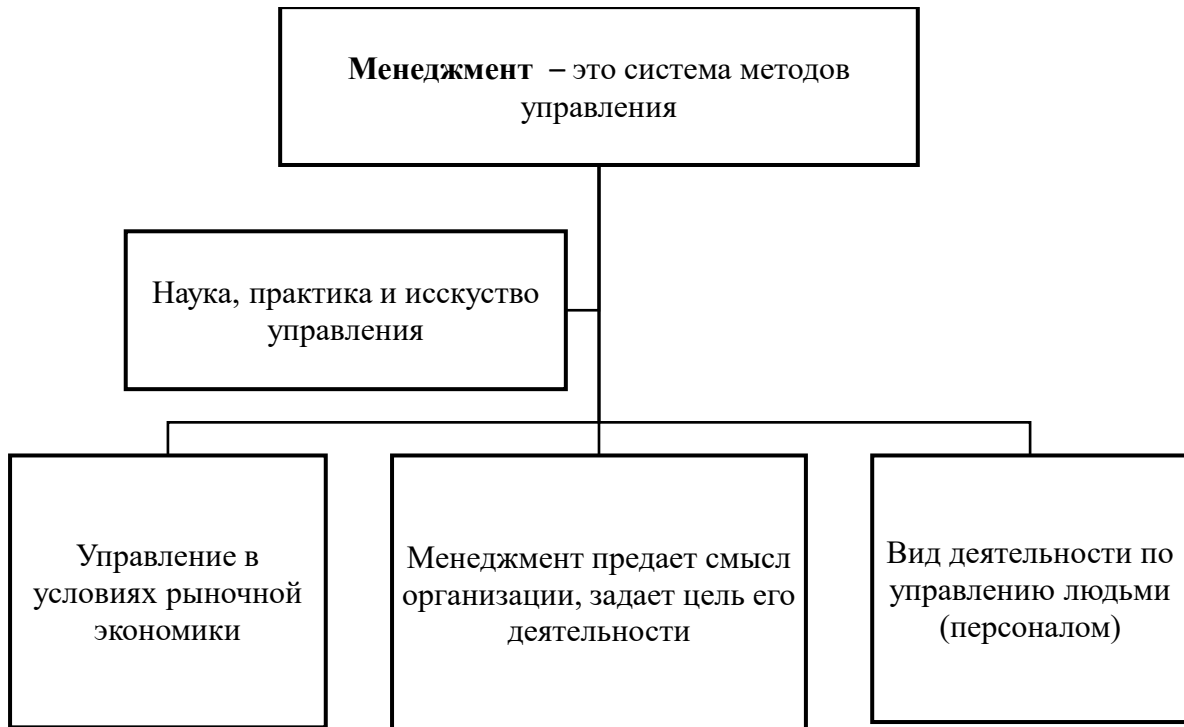 Менеджмент – это система методов
управления
Наука, практика и исскуство
управления
Управление в
условиях рыночной
экономики
Менеджмент предает смысл
организации, задает цель его
деятельности
Вид деятельности по
управлению людьми
(персоналом)